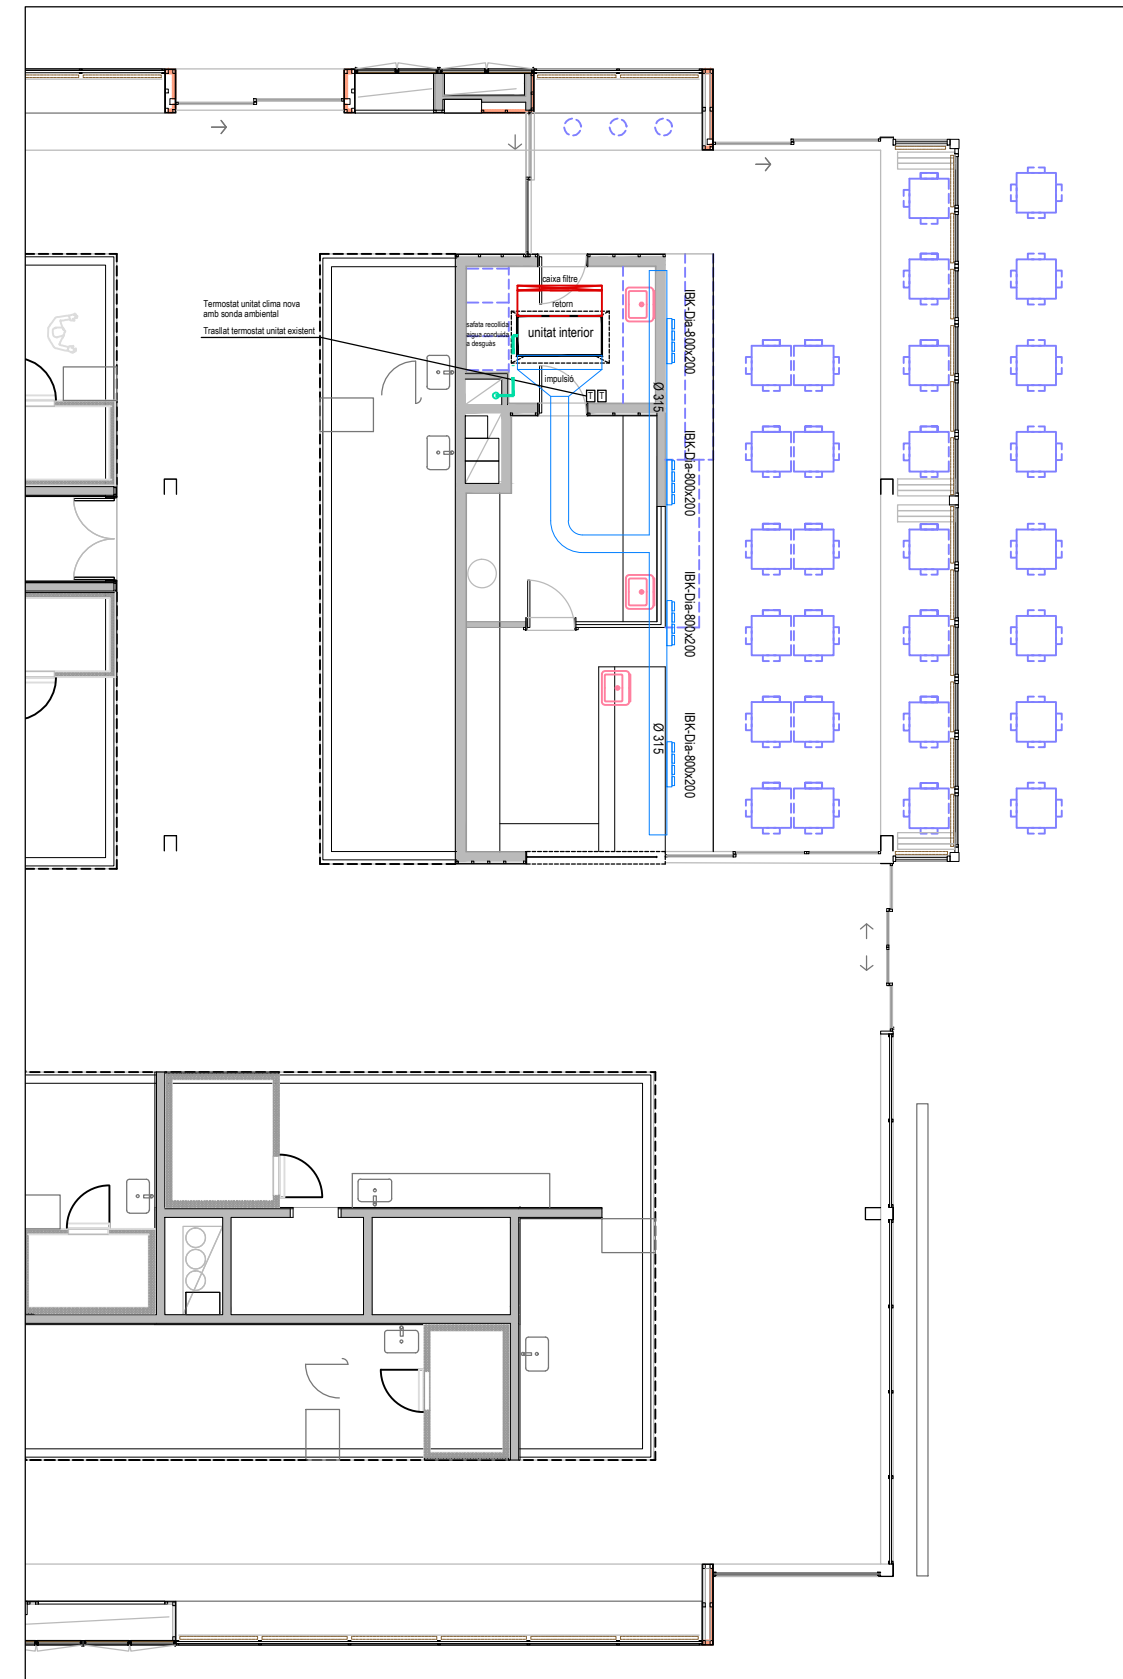 caixa filtre
retorn
Termostat unitat clima nova
amb sonda ambiental
Trasllat termostat unitat existent
safata recollida
aigua conduida
a desguàs
unitat interior
impulsió
T T
IBK-Dia-800x200
Ø 315
IBK-Dia-800x200
IBK-Dia-800x200
IBK-Dia-800x200
Ø 315